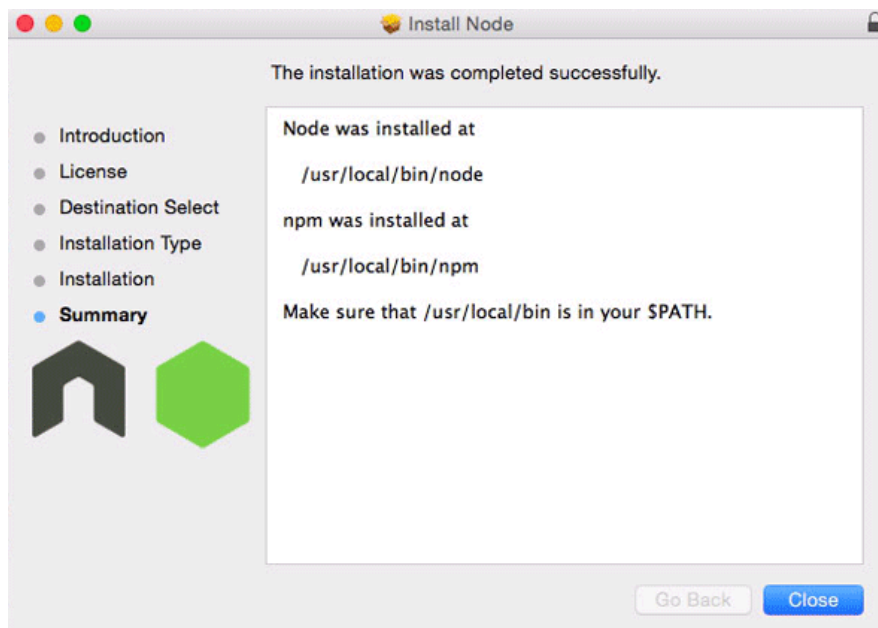 Install Node
The installation was completed successfully.
Introduction
License
Destination Select
Installation Type
Installation
Summary
Node was installed at
/usr/local/bin/node
npm was installed at
/usr/local/bin/npm
Make sure that /usr/local/bin is in your $PATH.
Go Back
Close